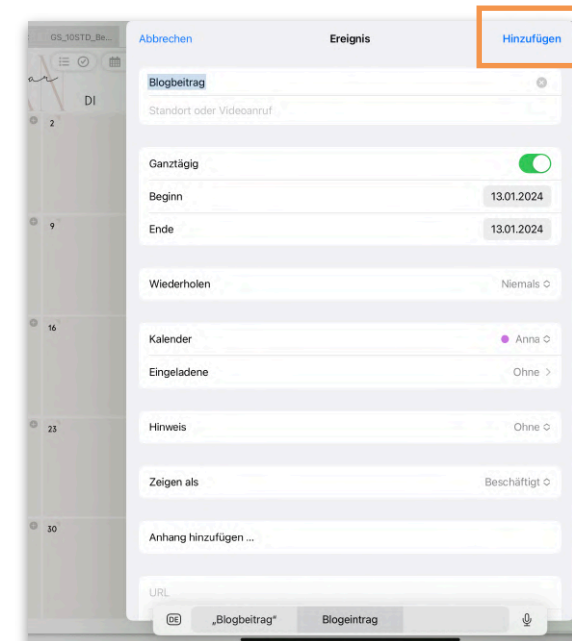 GS_10STD_Be...
Abbrechen Ereignis Hinzufügen
Blogbeitrag
Standort oder Videoanruf
DI
2
Ganztägig
Beginn 13.01.2024
9
Ende 13.01.2024
Wiederholen Niemals
16
Kalender Anna
Eingeladene Ohne
23
Hinweis Ohne
Zeigen als Beschäftigt
30
Anhang hinzufügen ...
URL
DE „Blogbeitrag“ Blogeintrag